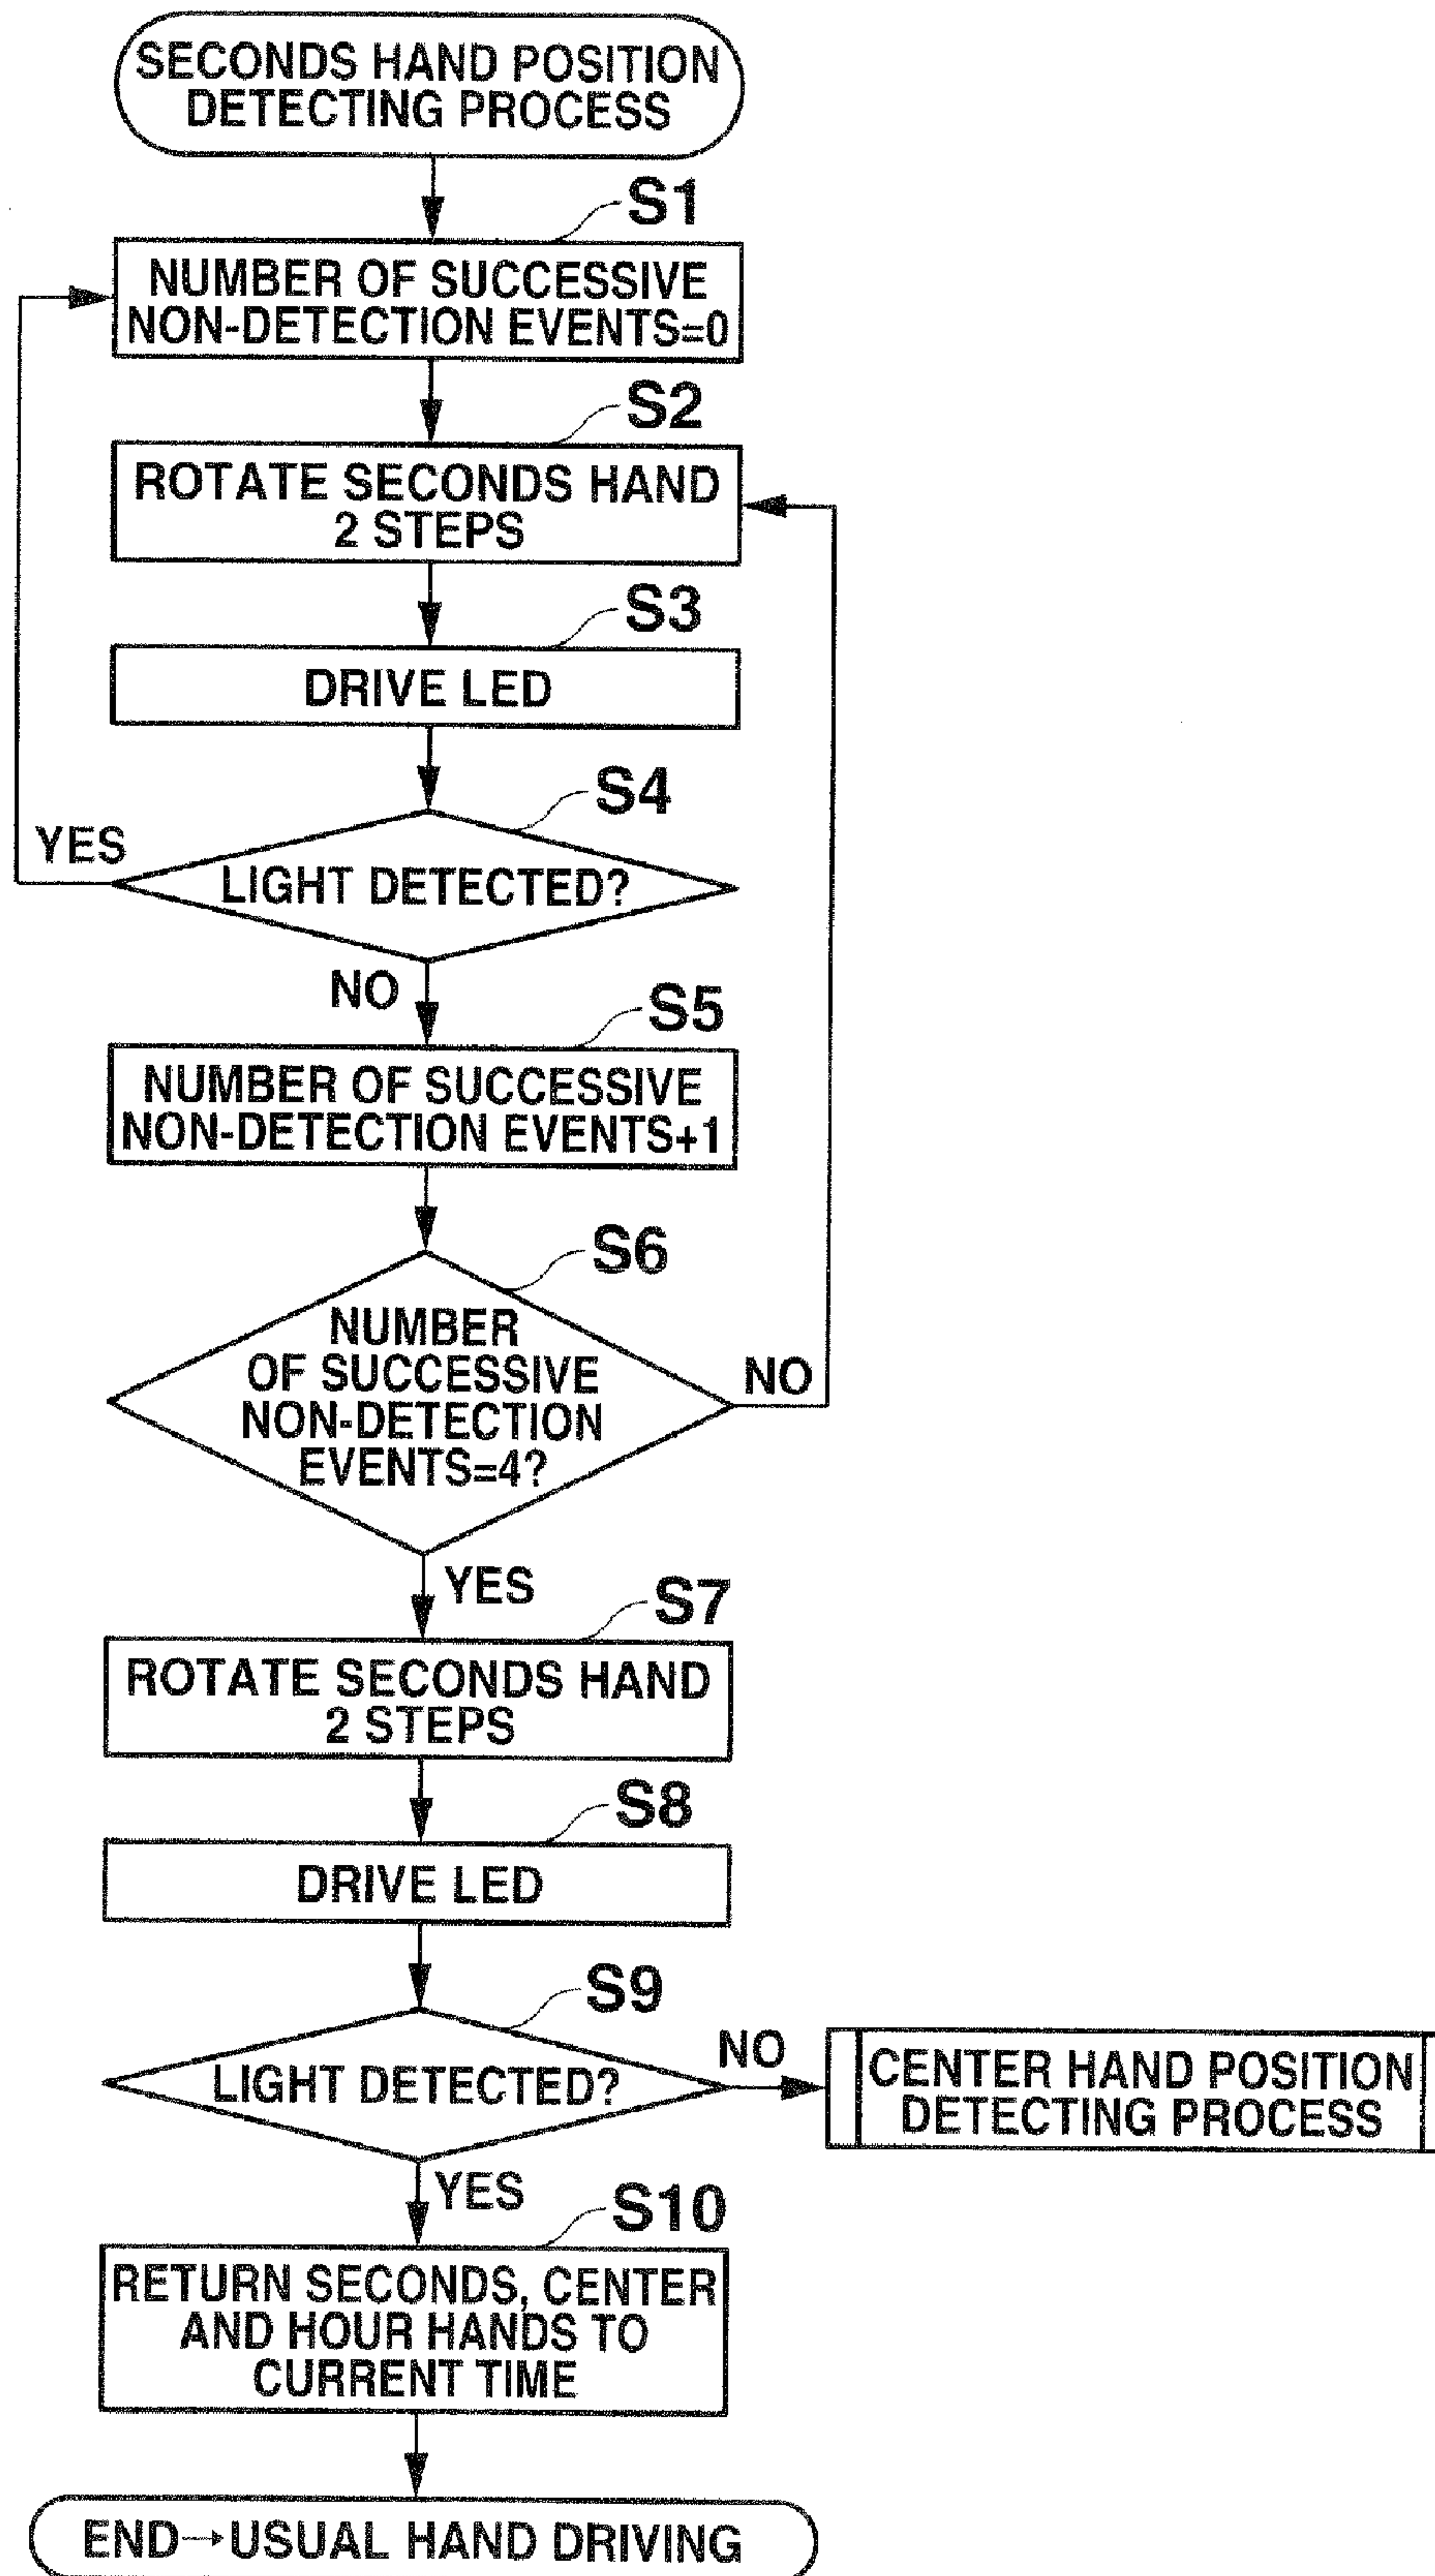 SECONDS HAND POSITION
DETECTING PROCESS
S1
NUMBER OF SUCCESSIVE
NON-DETECTION EVENTS=0
S2
ROTATE SECONDS HAND
2 STEPS
S3
DRIVE LED
S4
YES
LIGHT DETECTED?
NO
S5
NUMBER OF SUCCESSIVE
NON-DETECTION EVENTS+1
S6
NUMBER
OF SUCCESSIVE
NON-DETECTION
EVENTS=4?
NO
YES
S7
ROTATE SECONDS HAND
2 STEPS
S8
DRIVE LED
S9
LIGHT DETECTED?
NO
CENTER HAND POSITION
DETECTING PROCESS
YES
S10
RETURN SECONDS, CENTER
AND HOUR HANDS TO
CURRENT TIME
END→USUAL HAND DRIVING